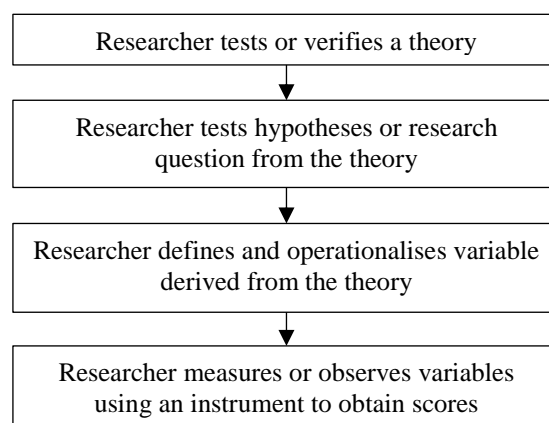 Researcher tests or verifies a theory
Researcher tests hypotheses or research
question from the theory
Researcher defines and operationalises variable
derived from the theory
Researcher measures or observes variables
using an instrument to obtain scores